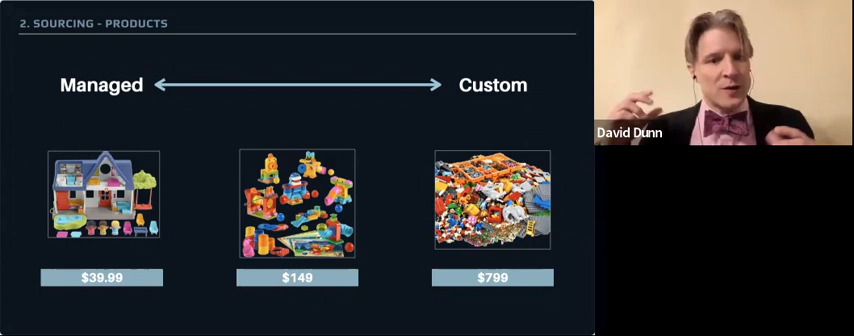 2. SOURCING - PRODUCTS
Managed
Custom
$39.99
$149
$799
David Dunn